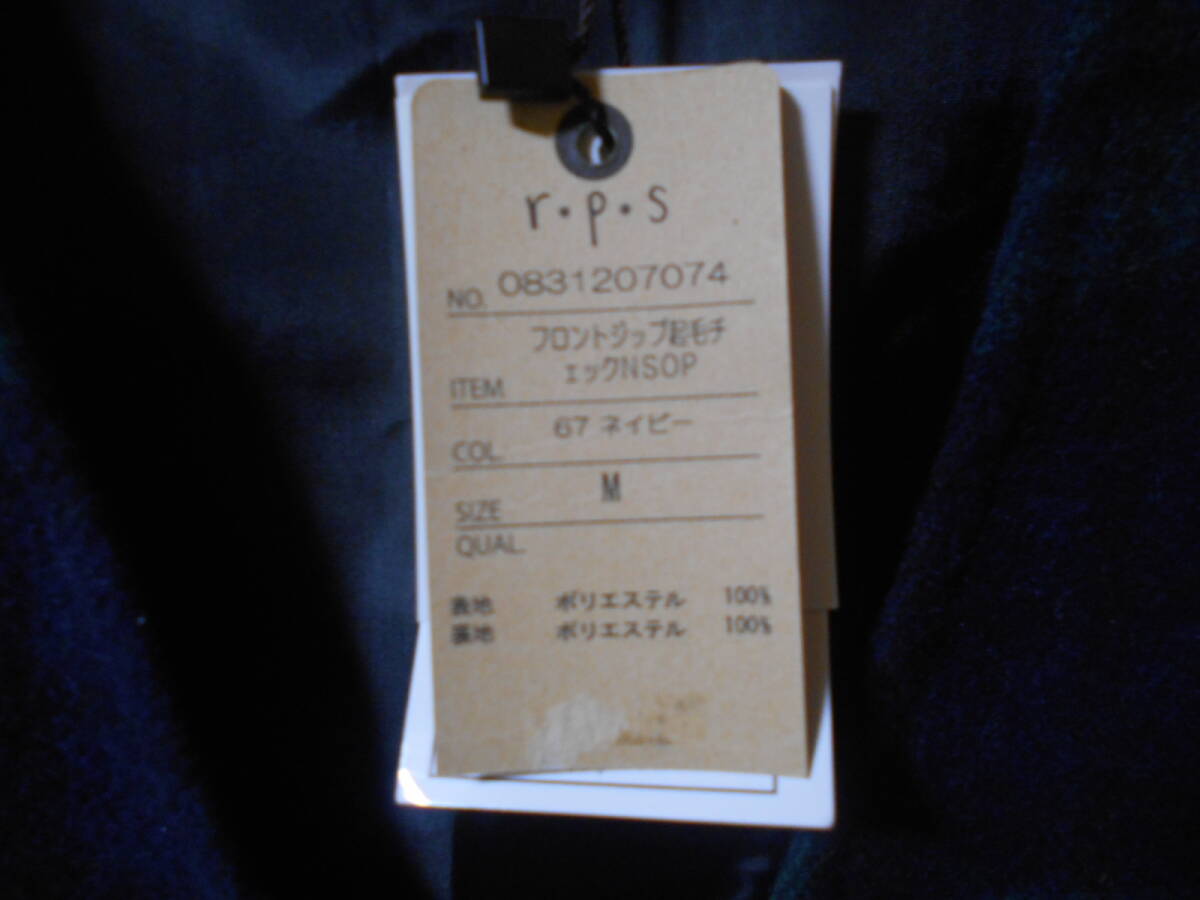 r・p・s
NO. 0831207074
フロントジップ起毛チ
ェックNSOP
ITEM
COL. 67 ネイビー
SIZE M
QUAL.
表地 ポリエステル 100%
裏地 ポリエステル 100%